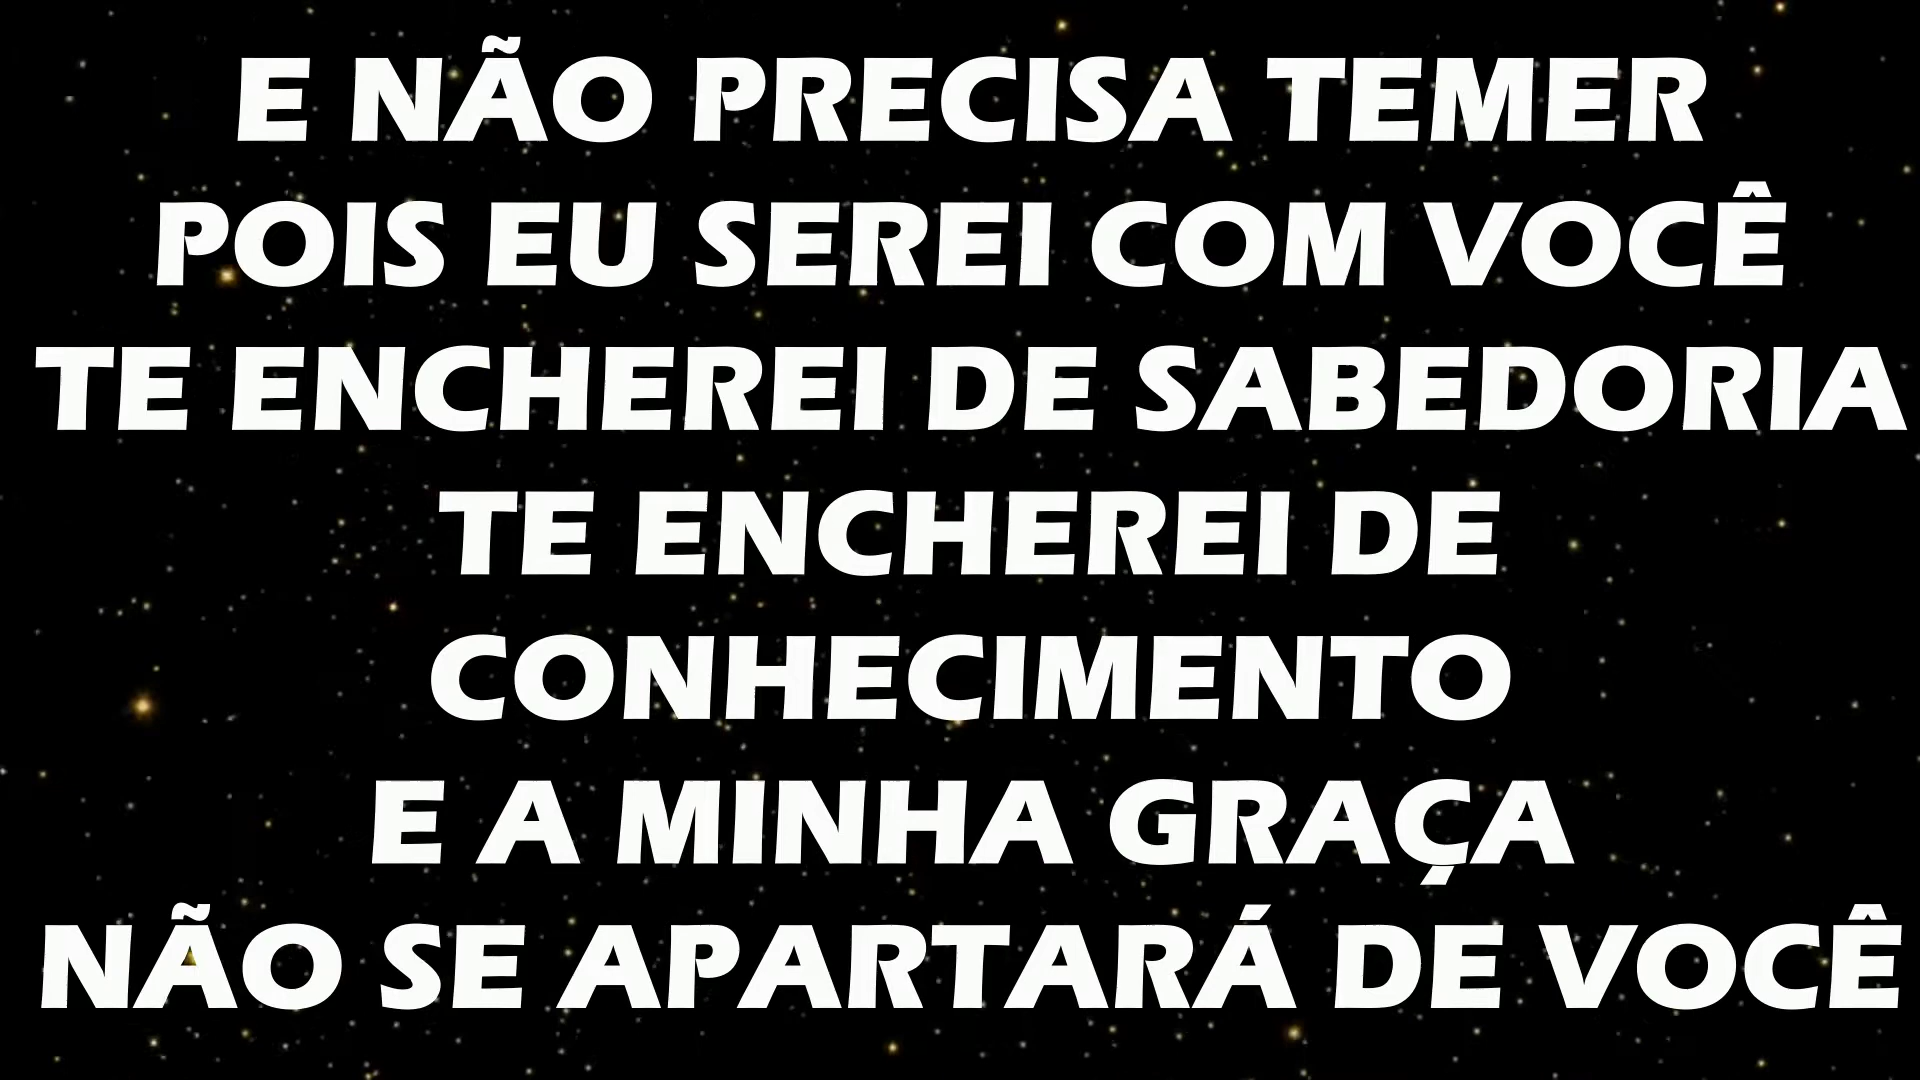 E NÃO PRECISA TEMER
POIS EU SEREI COM VOCÊ
TE ENCHEREI DE SABEDORIA
TE ENCHEREI DE
CONHECIMENTO
E A MINHA GRAÇA
NÃO SE APARTARÁ DE VOCÊ